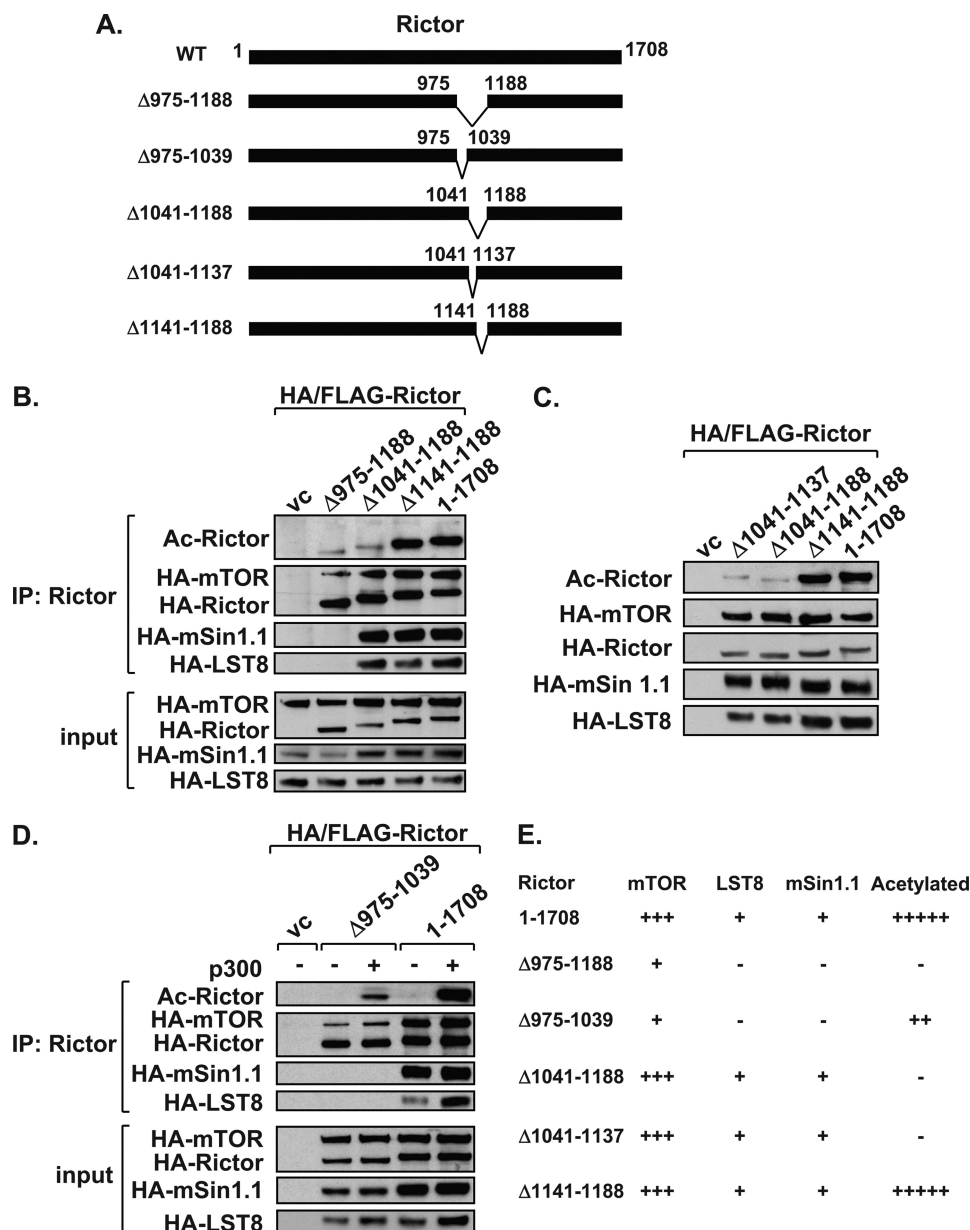 A.
Rictor
WT 1 1708
Δ975-1188 975 1188
Δ975-1039 975 1039
Δ1041-1188 1041 1188
Δ1041-1137 1041 1137
Δ1141-1188 1141 1188
B.
HA/FLAG-Rictor
vc Δ975-1188 Δ1041-1188 Δ1141-1188 1-1708
IP: Rictor
Ac-Rictor
HA-mTOR
HA-Rictor
HA-mSin1.1
HA-LST8
input
HA-mTOR
HA-Rictor
HA-mSin1.1
HA-LST8
C.
HA/FLAG-Rictor
vc Δ1041-1137 Δ1041-1188 Δ1141-1188 1-1708
Ac-Rictor
HA-mTOR
HA-Rictor
HA-mSin 1.1
HA-LST8
D.
HA/FLAG-Rictor
vc Δ975-1039 1-1708
p300 - - + - +
IP: Rictor
Ac-Rictor
HA-mTOR
HA-Rictor
HA-mSin1.1
HA-LST8
input
HA-mTOR
HA-Rictor
HA-mSin1.1
HA-LST8
E.
Rictor mTOR LST8 mSin1.1 Acetylated
1-1708 +++ + + +++++
Δ975-1188 + - - -
Δ975-1039 + - - ++
Δ1041-1188 +++ + + -
Δ1041-1137 +++ + + -
Δ1141-1188 +++ + + +++++